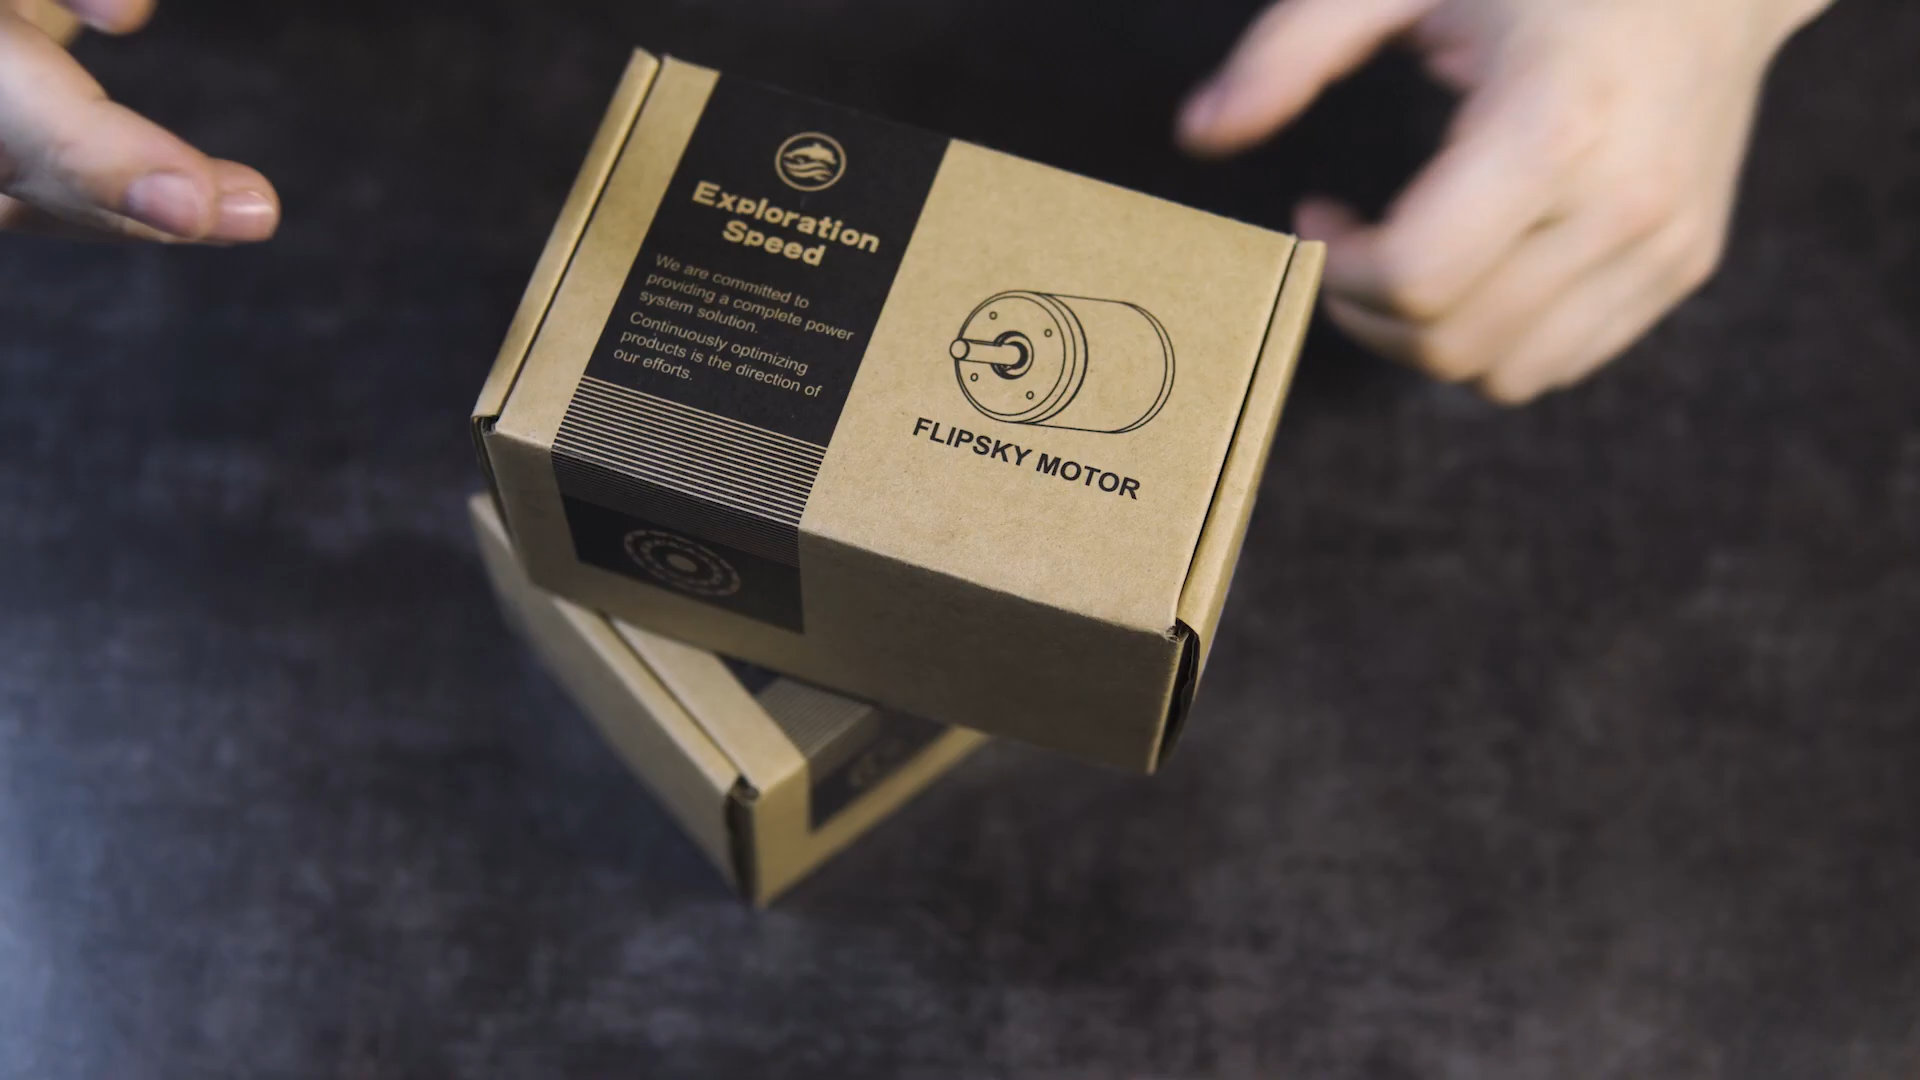 Exploration
Speed
We are committed to
providing a complete power
system solution.
Continuously optimizing
products is the direction of
our efforts.
FLIPSKY MOTOR